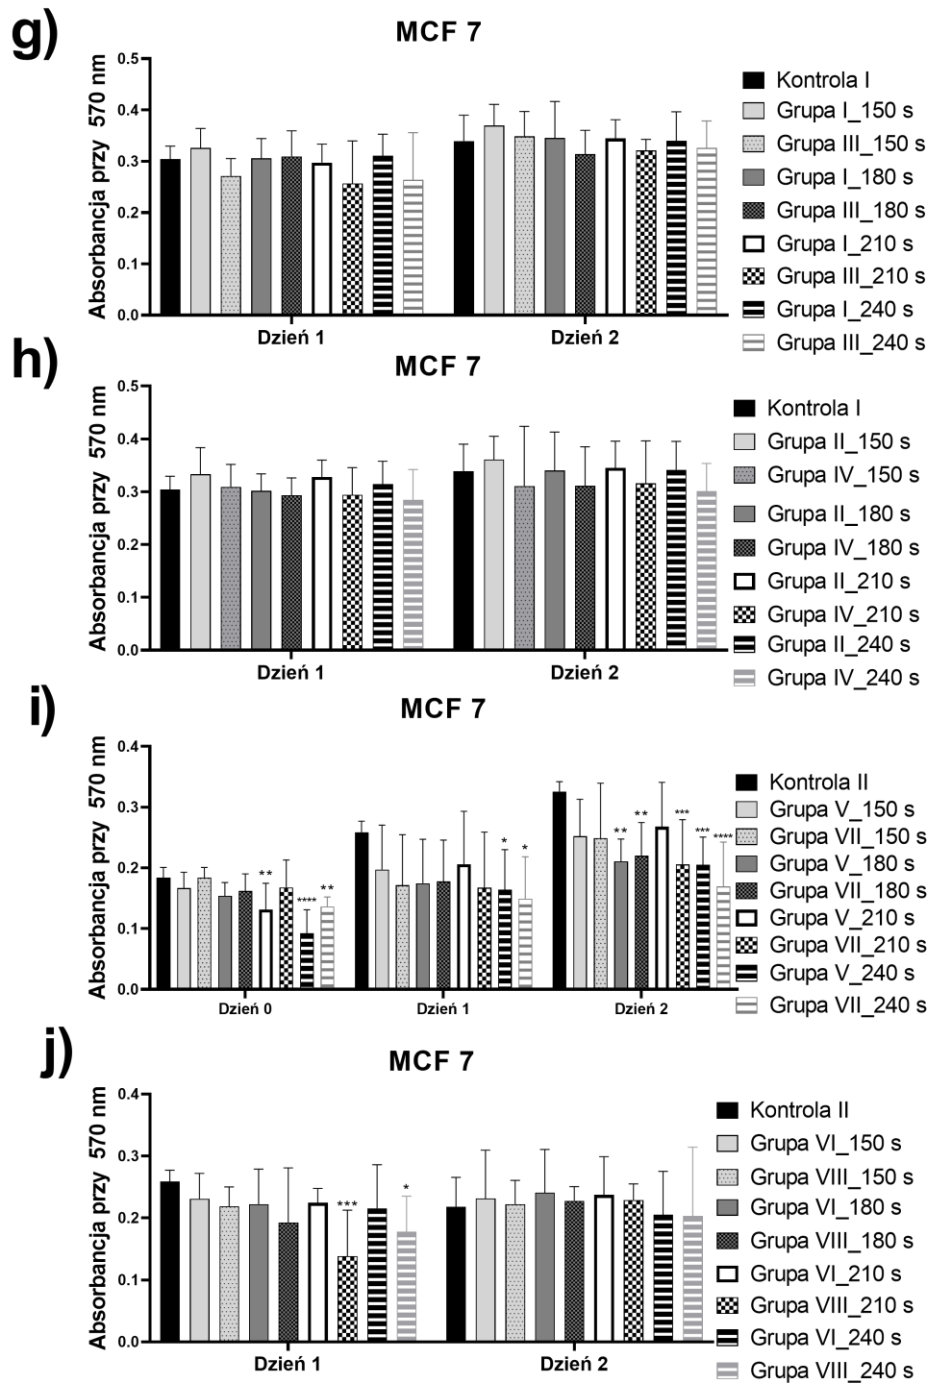 g)
MCF 7
Absorbancja przy 570 nm
0.5
0.4
0.3
0.2
0.1
0.0
Dzień 1
Dzień 2
Kontrola I
Grupa I_150 s
Grupa III_150 s
Grupa I_180 s
Grupa III_180 s
Grupa I_210 s
Grupa III_210 s
Grupa I_240 s
Grupa III_240 s
h)
MCF 7
Absorbancja przy 570 nm
0.5
0.4
0.3
0.2
0.1
0.0
Dzień 1
Dzień 2
Kontrola I
Grupa II_150 s
Grupa IV_150 s
Grupa II_180 s
Grupa IV_180 s
Grupa II_210 s
Grupa IV_210 s
Grupa II_240 s
Grupa IV_240 s
i)
MCF 7
Absorbancja przy 570 nm
0.4
0.3
0.2
0.1
0.0
** **** **
* *
** ** *** *** ****
Dzień 0
Dzień 1
Dzień 2
Kontrola II
Grupa V_150 s
Grupa VII_150 s
Grupa V_180 s
Grupa VII_180 s
Grupa V_210 s
Grupa VII_210 s
Grupa V_240 s
Grupa VII_240 s
j)
MCF 7
Absorbancja przy 570 nm
0.4
0.3
0.2
0.1
0.0
*** *
Dzień 1
Dzień 2
Kontrola II
Grupa VI_150 s
Grupa VIII_150 s
Grupa VI_180 s
Grupa VIII_180 s
Grupa VI_210 s
Grupa VIII_210 s
Grupa VI_240 s
Grupa VIII_240 s